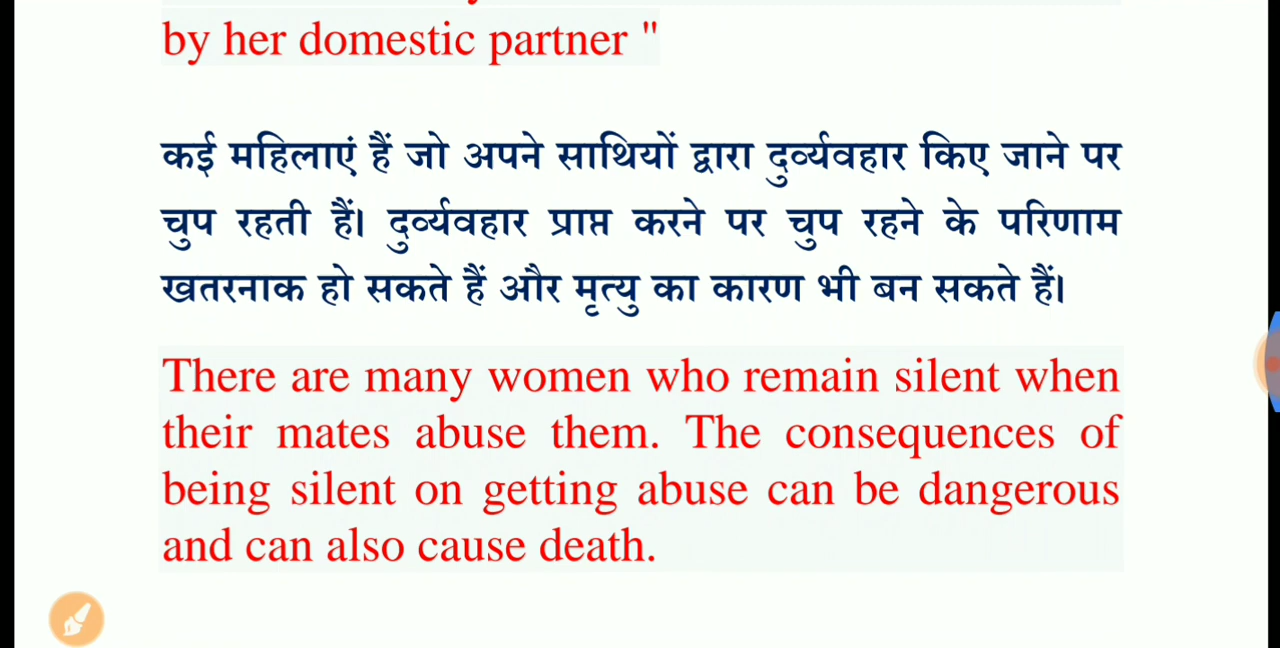 by her domestic partner "
कई महिलाएं हैं जो अपने साथियों द्वारा दुर्व्यवहार किए जाने पर
चुप रहती हैं। दुर्व्यवहार प्राप्त करने पर चुप रहने के परिणाम
खतरनाक हो सकते हैं और मृत्यु का कारण भी बन सकते हैं।
There are many women who remain silent when
their mates abuse them. The consequences of
being silent on getting abuse can be dangerous
and can also cause death.